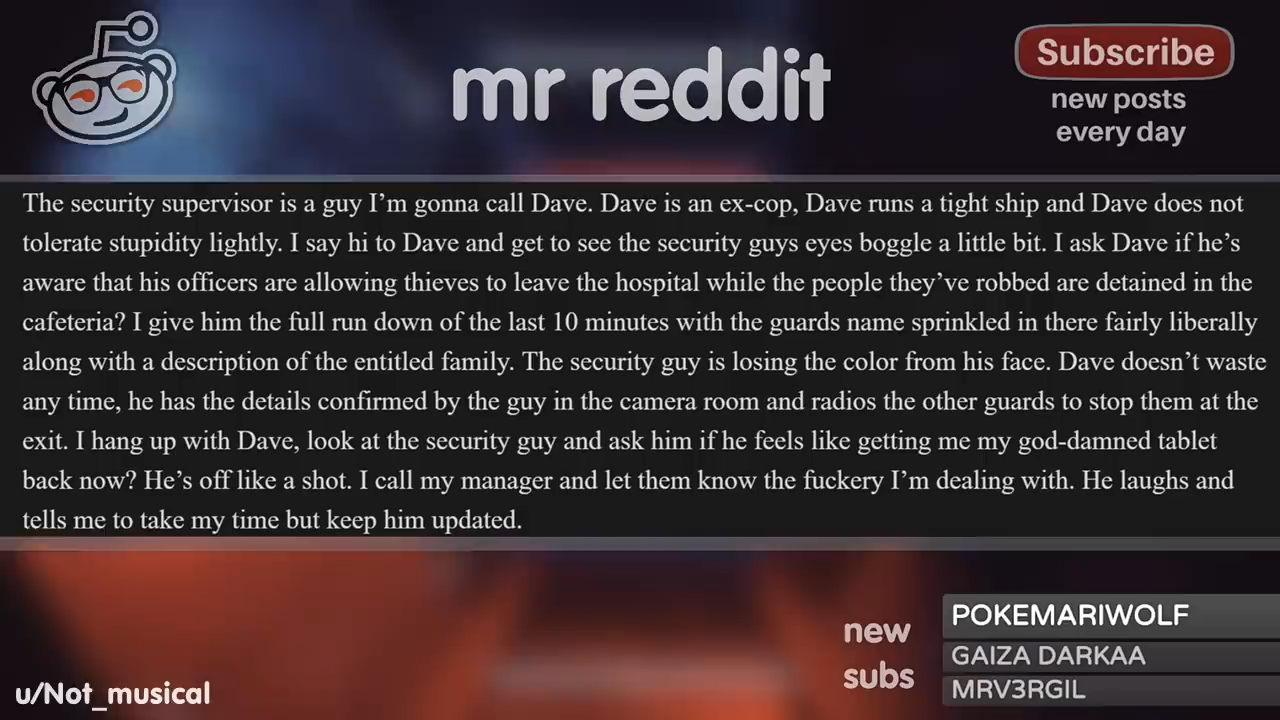 mr reddit
Subscribe
new posts
every day
The security supervisor is a guy I’m gonna call Dave. Dave is an ex-cop, Dave runs a tight ship and Dave does not
tolerate stupidity lightly. I say hi to Dave and get to see the security guys eyes boggle a little bit. I ask Dave if he’s
aware that his officers are allowing thieves to leave the hospital while the people they’ve robbed are detained in the
cafeteria? I give him the full run down of the last 10 minutes with the guards name sprinkled in there fairly liberally
along with a description of the entitled family. The security guy is losing the color from his face. Dave doesn’t waste
any time, he has the details confirmed by the guy in the camera room and radios the other guards to stop them at the
exit. I hang up with Dave, look at the security guy and ask him if he feels like getting me my god-damned tablet
back now? He’s off like a shot. I call my manager and let them know the fuckery I’m dealing with. He laughs and
tells me to take my time but keep him updated.
new
subs
POKEMARIWOLF
GAIZA DARKAA
MRV3RGIL
u/Not_musical